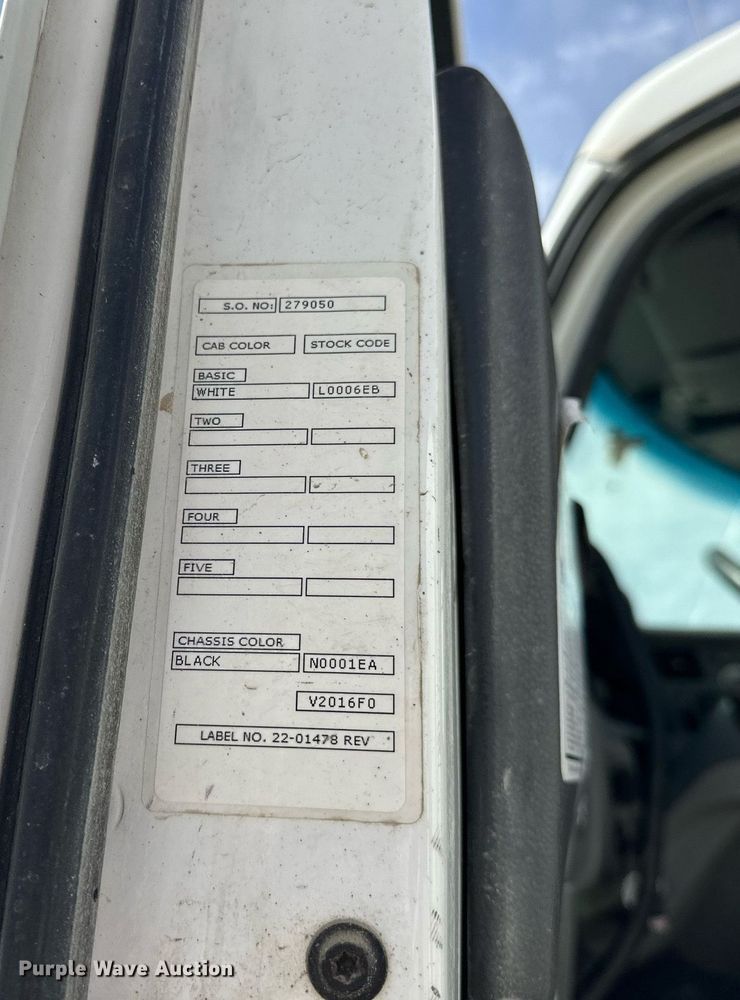 S.O. NO: 279050
CAB COLOR STOCK CODE
BASIC
WHITE L0006EB
TWO
THREE
FOUR
FIVE
CHASSIS COLOR
BLACK N0001EA
V2016F0
LABEL NO. 22-01478 REV
Purple Wave Auction